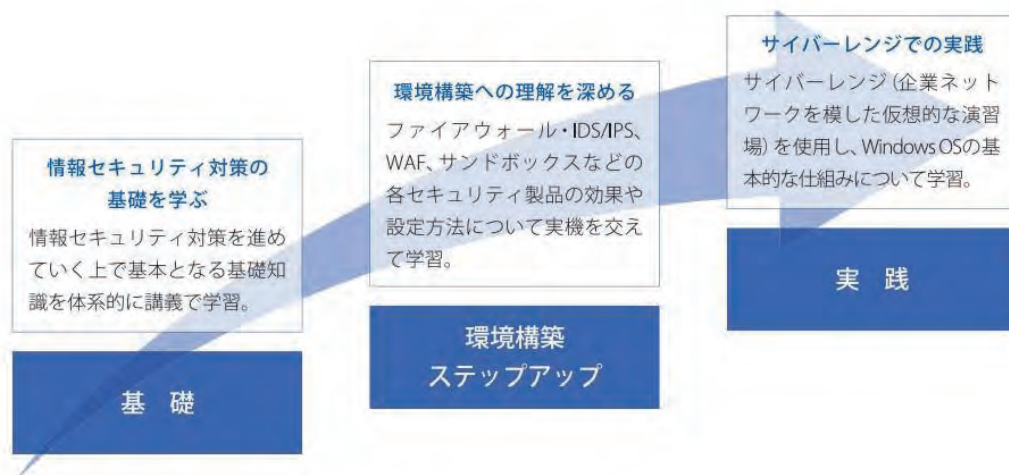 情報セキュリティ対策の
基礎を学ぶ
情報セキュリティ対策を進め
ていく上で基本となる基礎知
識を体系的に講義で学習。
基 礎
環境構築への理解を深める
ファイアウォール・IDS/IPS、
WAF、サンドボックスなどの
各セキュリティ製品の効果や
設定方法について実機を交え
て学習。
環境構築
ステップアップ
サイバーレンジでの実践
サイバーレンジ(企業ネット
ワークを模した仮想的な演習
場)を使用し、Windows OSの基
本的な仕組みについて学習。
実 践